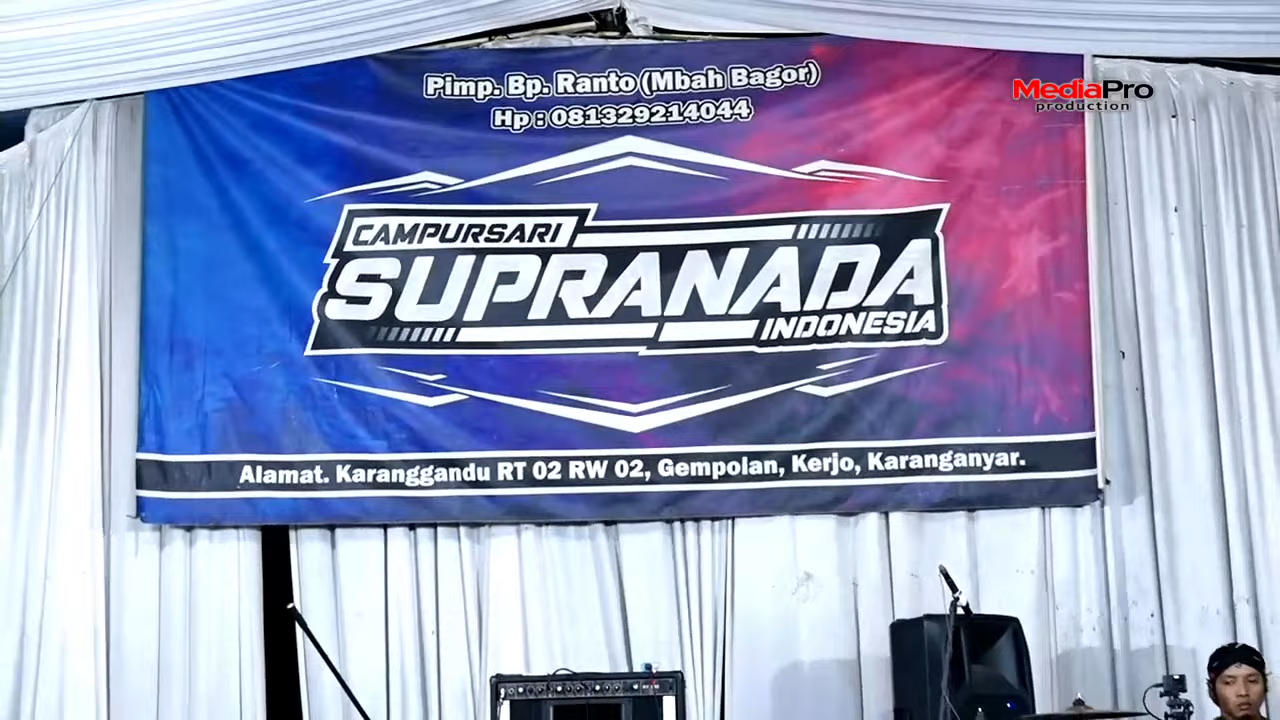 Pimp. Bp. Ranto (Mbah Bagor)
Hp : 081329214044
MediaPro
production
CAMPURSARI
SUPRANADA
INDONESIA
Alamat. Karanggandu RT 02 RW 02, Gempolan, Kerjo, Karanganyar.